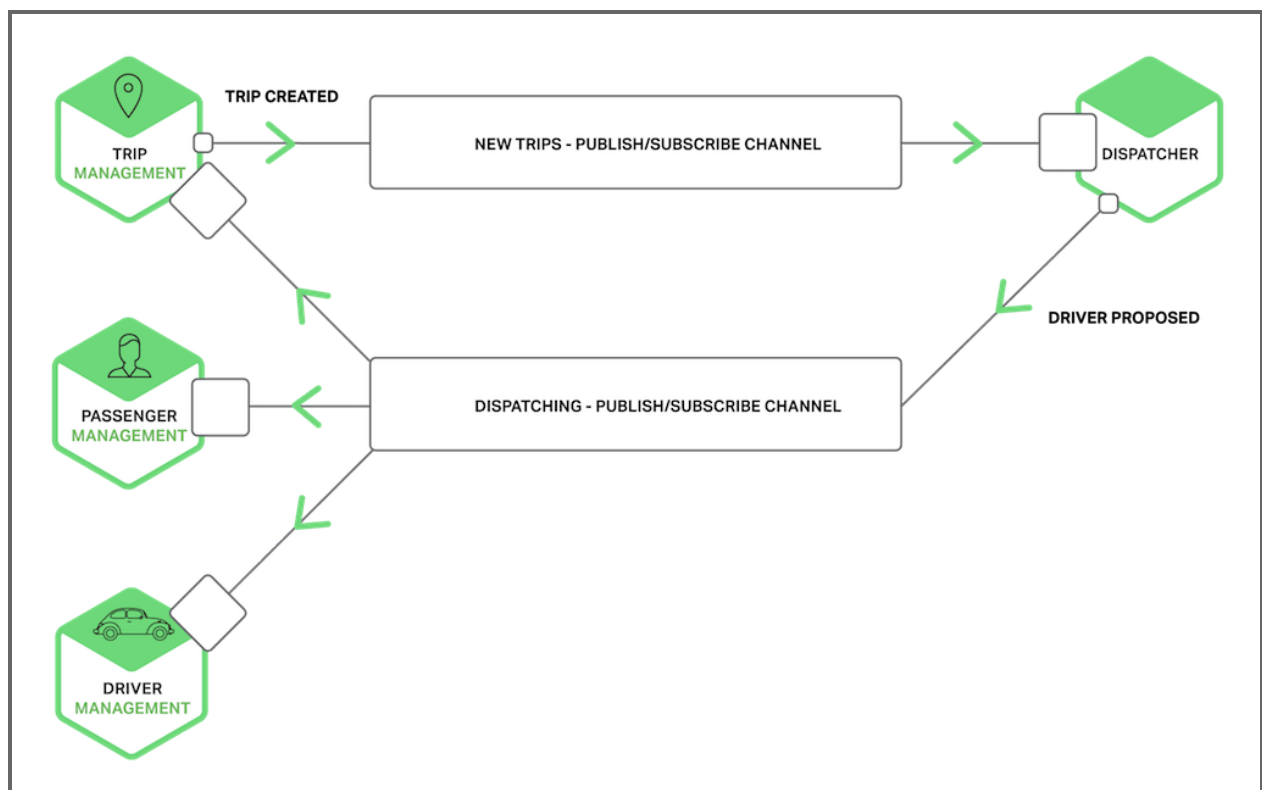 TRIP CREATED
TRIP
MANAGEMENT
NEW TRIPS - PUBLISH/SUBSCRIBE CHANNEL
DISPATCHER
DRIVER PROPOSED
PASSENGER
MANAGEMENT
DISPATCHING - PUBLISH/SUBSCRIBE CHANNEL
DRIVER
MANAGEMENT